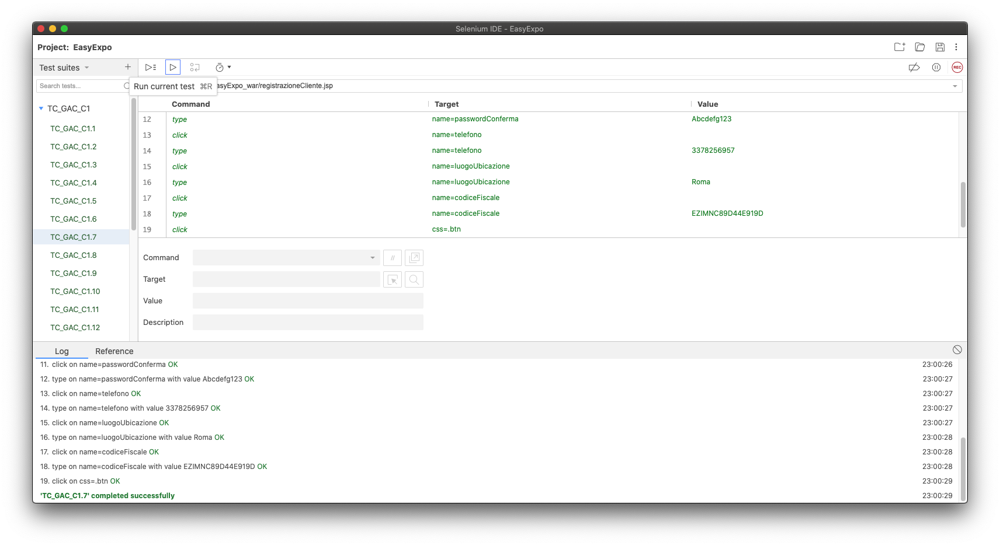 Selenium IDE - EasyExpo
Project: EasyExpo
Test suites
REC
Search tests...
Run current test ⌘R
asyExpo_war/registrazioneCliente.jsp
Command Target Value
TC_GAC_C1
TC_GAC_C1.1
TC_GAC_C1.2
TC_GAC_C1.3
TC_GAC_C1.4
TC_GAC_C1.5
TC_GAC_C1.6
TC_GAC_C1.7
TC_GAC_C1.8
TC_GAC_C1.9
TC_GAC_C1.10
TC_GAC_C1.11
TC_GAC_C1.12
12 type name=passwordConferma Abcdefg123
13 click name=telefono
14 type name=telefono 3378256957
15 click name=luogoUbicazione
16 type name=luogoUbicazione Roma
17 click name=codiceFiscale
18 type name=codiceFiscale EZIMNC89D44E919D
19 click css=.btn
Command //
Target
Value
Description
Log Reference
11. click on name=passwordConferma OK 23:00:26
12. type on name=passwordConferma with value Abcdefg123 OK 23:00:27
13. click on name=telefono OK 23:00:27
14. type on name=telefono with value 3378256957 OK 23:00:27
15. click on name=luogoUbicazione OK 23:00:27
16. type on name=luogoUbicazione with value Roma OK 23:00:28
17. click on name=codiceFiscale OK 23:00:28
18. type on name=codiceFiscale with value EZIMNC89D44E919D OK 23:00:28
19. click on css=.btn OK 23:00:29
'TC_GAC_C1.7' completed successfully 23:00:29